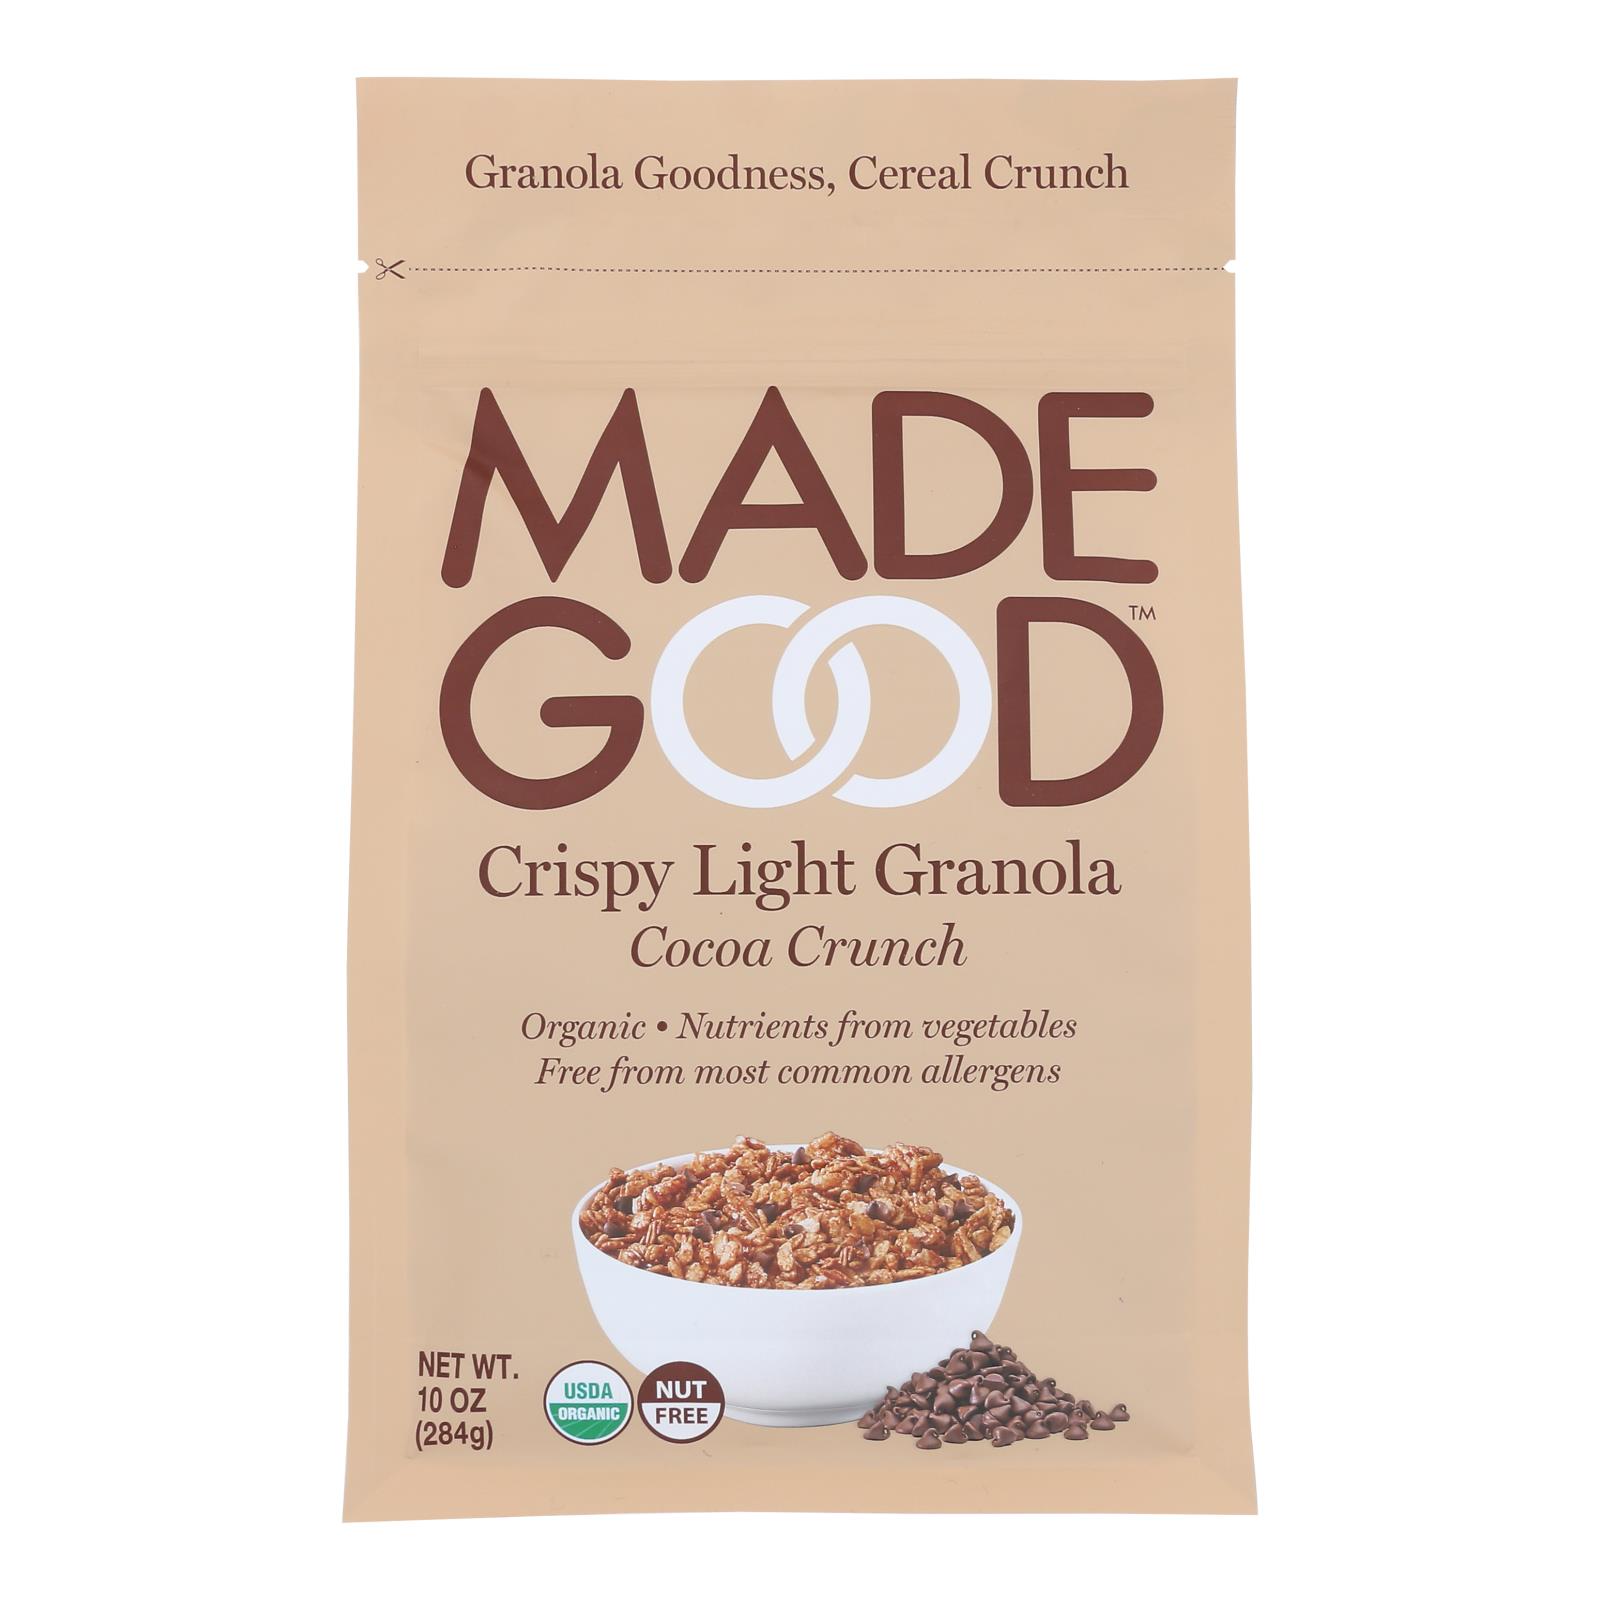 Granola Goodness, Cereal Crunch
MADE
GOOD™
Crispy Light Granola
Cocoa Crunch
Organic • Nutrients from vegetables
Free from most common allergens
NET WT.
10 OZ
(284g)
USDA
ORGANIC
NUT
FREE